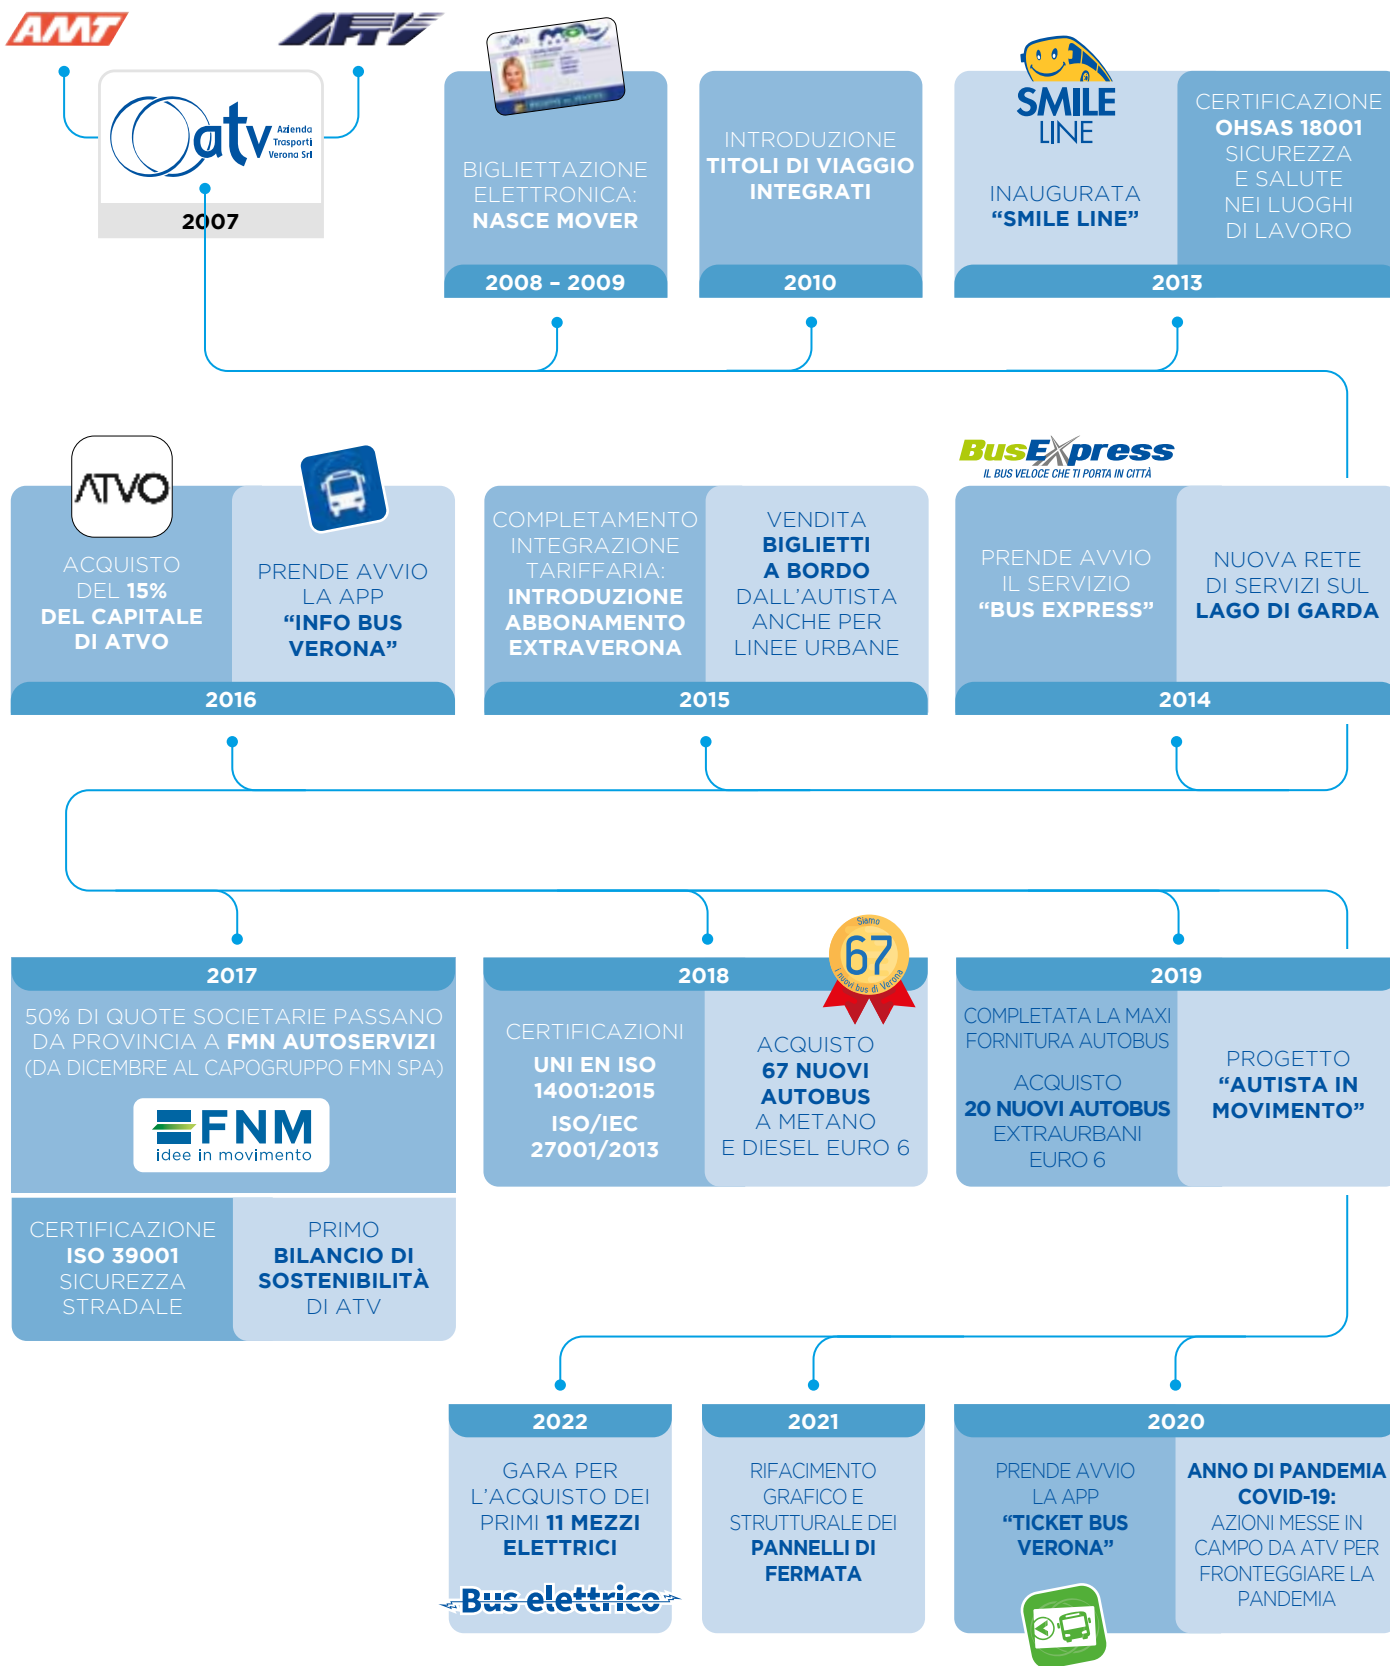 AMT
APTV
atv Azienda
Trasporti
Verona Srl
2007
BIGLIETTAZIONE
ELETTRONICA:
NASCE MOVER
2008 – 2009
INTRODUZIONE
TITOLI DI VIAGGIO
INTEGRATI
2010
SMILE
LINE
INAUGURATA
“SMILE LINE”
CERTIFICAZIONE
OHSAS 18001
SICUREZZA
E SALUTE
NEI LUOGHI
DI LAVORO
2013
ATVO
ACQUISTO
DEL 15%
DEL CAPITALE
DI ATVO
PRENDE AVVIO
LA APP
“INFO BUS
VERONA”
2016
COMPLETAMENTO
INTEGRAZIONE
TARIFFARIA:
INTRODUZIONE
ABBONAMENTO
EXTRAVERONA
VENDITA
BIGLIETTI
A BORDO
DALL’AUTISTA
ANCHE PER
LINEE URBANE
2015
BusExpress
IL BUS VELOCE CHE TI PORTA IN CITTÀ
PRENDE AVVIO
IL SERVIZIO
“BUS EXPRESS”
NUOVA RETE
DI SERVIZI SUL
LAGO DI GARDA
2014
2017
50% DI QUOTE SOCIETARIE PASSANO
DA PROVINCIA A FMN AUTOSERVIZI
(DA DICEMBRE AL CAPOGRUPPO FMN SPA)
FNM
idee in movimento
CERTIFICAZIONE
ISO 39001
SICUREZZA
STRADALE
PRIMO
BILANCIO DI
SOSTENIBILITÀ
DI ATV
2018
CERTIFICAZIONI
UNI EN ISO
14001:2015
ISO/IEC
27001/2013
Siamo
67
i nuovi bus di Verona
ACQUISTO
67 NUOVI
AUTOBUS
A METANO
E DIESEL EURO 6
2019
COMPLETATA LA MAXI
FORNITURA AUTOBUS
ACQUISTO
20 NUOVI AUTOBUS
EXTRAURBANI
EURO 6
PROGETTO
“AUTISTA IN
MOVIMENTO”
2022
GARA PER
L’ACQUISTO DEI
PRIMI 11 MEZZI
ELETTRICI
Bus elettrico
2021
RIFACIMENTO
GRAFICO E
STRUTTURALE DEI
PANNELLI DI
FERMATA
2020
PRENDE AVVIO
LA APP
“TICKET BUS
VERONA”
ANNO DI PANDEMIA
COVID-19:
AZIONI MESSE IN
CAMPO DA ATV PER
FRONTEGGIARE LA
PANDEMIA